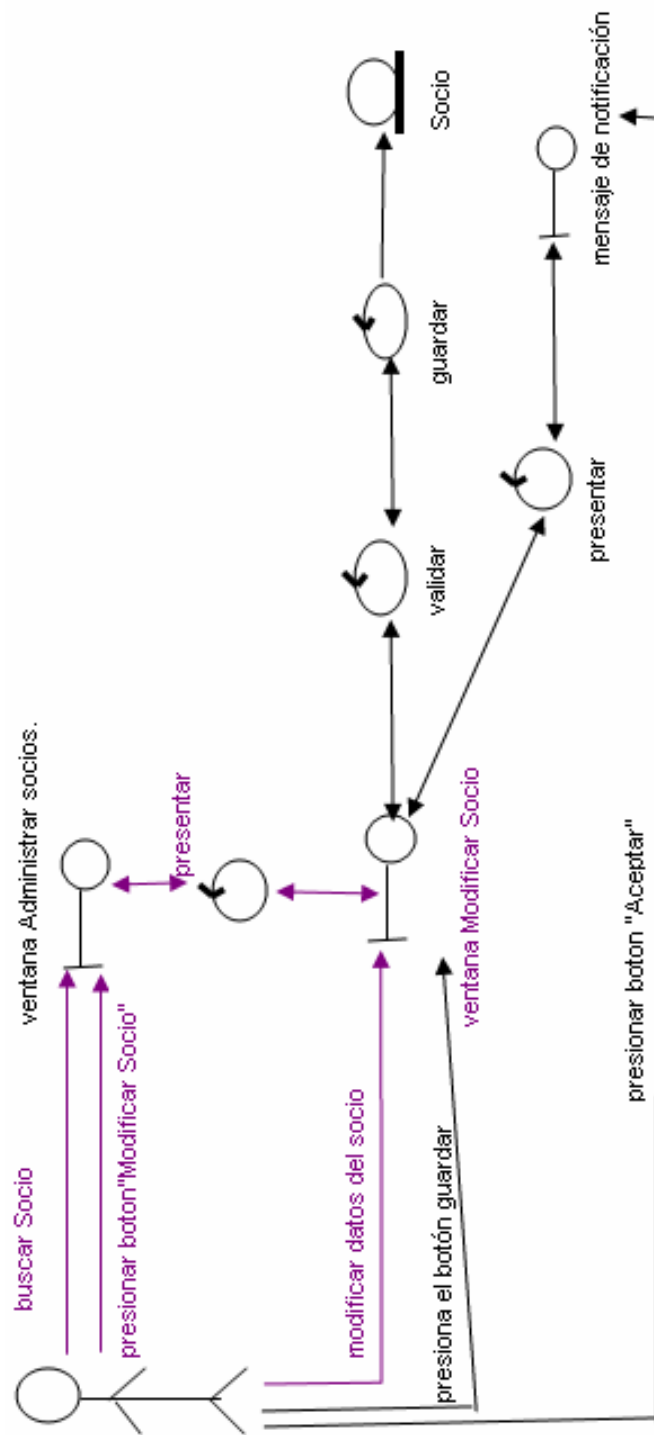 buscar Socio
ventana Administrar socios.
presionar boton"Modificar Socio"
presentar
modificar datos del socio
validar
guardar
Socio
presiona el botón guardar
ventana Modificar Socio
presentar
mensaje de notificación
presionar boton "Aceptar"